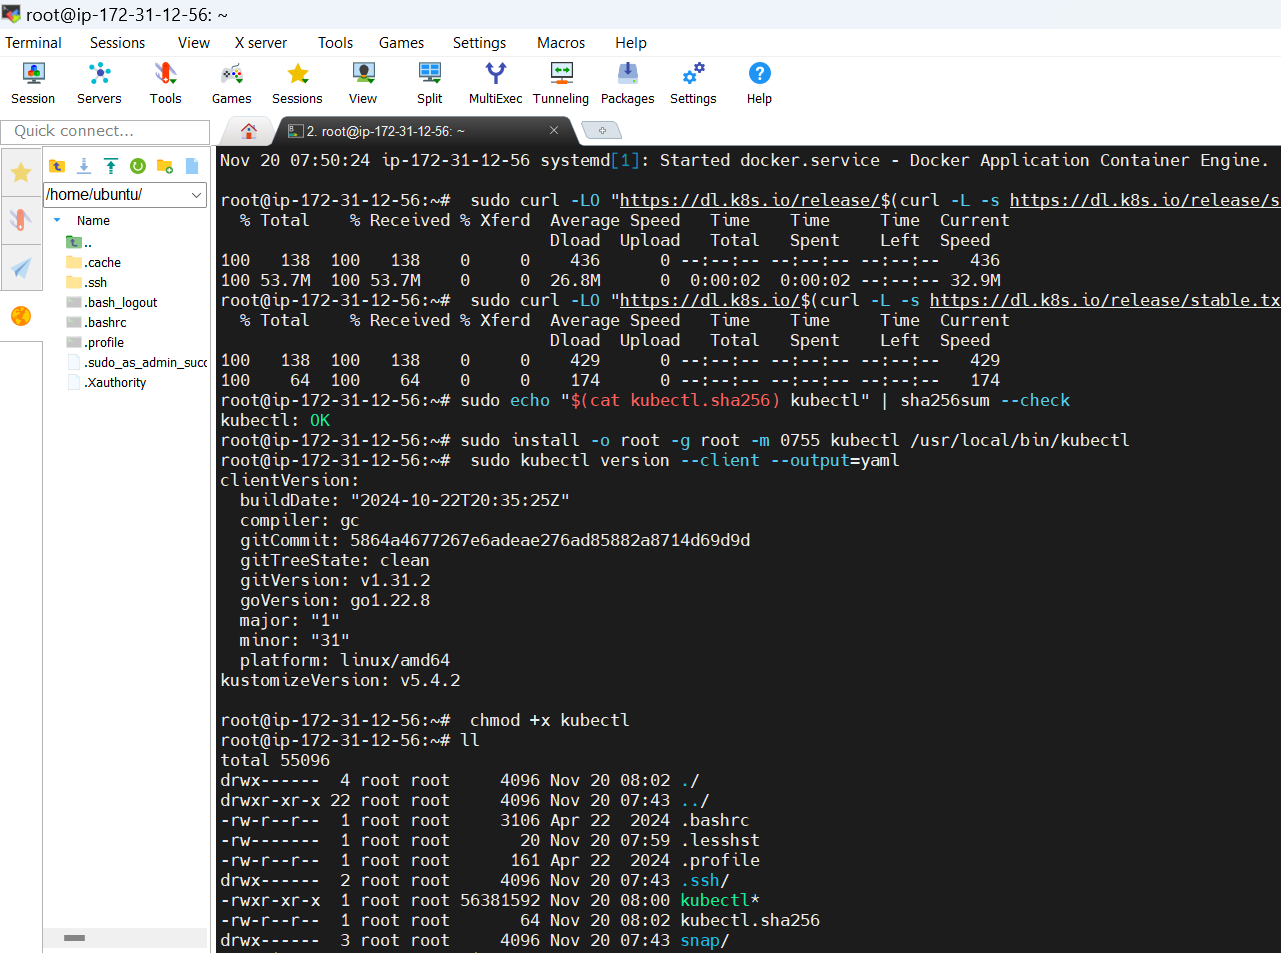 root@ip-172-31-12-56: ~
Terminal Sessions View X server Tools Games Settings Macros Help
Session Servers Tools Games Sessions View Split MultiExec Tunneling Packages Settings Help
Quick connect...
2. root@ip-172-31-12-56: ~
/home/ubuntu/
Name
..
.cache
.ssh
.bash_logout
.bashrc
.profile
.sudo_as_admin_succ
.Xauthority
Nov 20 07:50:24 ip-172-31-12-56 systemd[1]: Started docker.service - Docker Application Container Engine.
root@ip-172-31-12-56:~#  sudo curl -LO "https://dl.k8s.io/release/$(curl -L -s https://dl.k8s.io/release/s
  % Total    % Received % Xferd  Average Speed   Time    Time     Time  Current
                                 Dload  Upload   Total   Spent    Left  Speed
100   138  100   138    0     0    436      0 --:--:-- --:--:-- --:--:--   436
100 53.7M  100 53.7M    0     0  26.8M      0  0:00:02  0:00:02 --:--:-- 32.9M
root@ip-172-31-12-56:~#  sudo curl -LO "https://dl.k8s.io/$(curl -L -s https://dl.k8s.io/release/stable.tx
  % Total    % Received % Xferd  Average Speed   Time    Time     Time  Current
                                 Dload  Upload   Total   Spent    Left  Speed
100   138  100   138    0     0    429      0 --:--:-- --:--:-- --:--:--   429
100    64  100    64    0     0    174      0 --:--:-- --:--:-- --:--:--   174
root@ip-172-31-12-56:~# sudo echo "$(cat kubectl.sha256) kubectl" | sha256sum --check
kubectl: OK
root@ip-172-31-12-56:~# sudo install -o root -g root -m 0755 kubectl /usr/local/bin/kubectl
root@ip-172-31-12-56:~#  sudo kubectl version --client --output=yaml
clientVersion:
  buildDate: "2024-10-22T20:35:25Z"
  compiler: gc
  gitCommit: 5864a4677267e6adeae276ad85882a8714d69d9d
  gitTreeState: clean
  gitVersion: v1.31.2
  goVersion: go1.22.8
  major: "1"
  minor: "31"
  platform: linux/amd64
kustomizeVersion: v5.4.2
root@ip-172-31-12-56:~#  chmod +x kubectl
root@ip-172-31-12-56:~# ll
total 55096
drwx------  4 root root     4096 Nov 20 08:02 ./
drwxr-xr-x 22 root root     4096 Nov 20 07:43 ../
-rw-r--r--  1 root root     3106 Apr 22  2024 .bashrc
-rw-------  1 root root       20 Nov 20 07:59 .lesshst
-rw-r--r--  1 root root      161 Apr 22  2024 .profile
drwx------  2 root root     4096 Nov 20 07:43 .ssh/
-rwxr-xr-x  1 root root 56381592 Nov 20 08:00 kubectl*
-rw-r--r--  1 root root       64 Nov 20 08:02 kubectl.sha256
drwx------  3 root root     4096 Nov 20 07:43 snap/